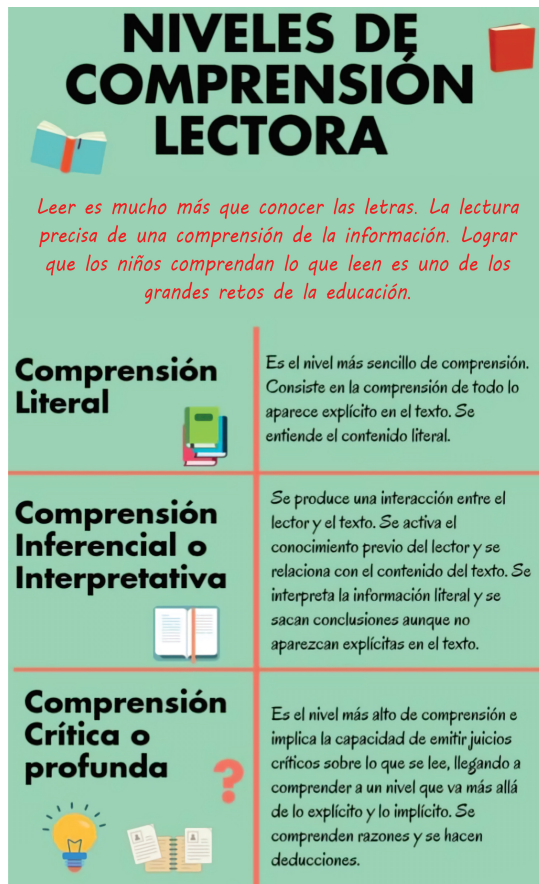 NIVELES DE
COMPRENSIÓN
LECTORA
Leer es mucho más que conocer las letras. La lectura
precisa de una comprensión de la información. Lograr
que los niños comprendan lo que leen es uno de los
grandes retos de la educación.
Comprensión
Literal
Es el nivel más sencillo de comprensión.
Consiste en la comprensión de todo lo
aparece explícito en el texto. Se
entiende el contenido literal.
Comprensión
Inferencial o
Interpretativa
Se produce una interacción entre el
lector y el texto. Se activa el
conocimiento previo del lector y se
relaciona con el contenido del texto. Se
interpreta la información literal y se
sacan conclusiones aunque no
aparezcan explícitas en el texto.
Comprensión
Crítica o
profunda
?
Es el nivel más alto de comprensión e
implica la capacidad de emitir juicios
críticos sobre lo que se lee, llegando a
comprender a un nivel que va más allá
de lo explícito y lo implícito. Se
comprenden razones y se hacen
deducciones.